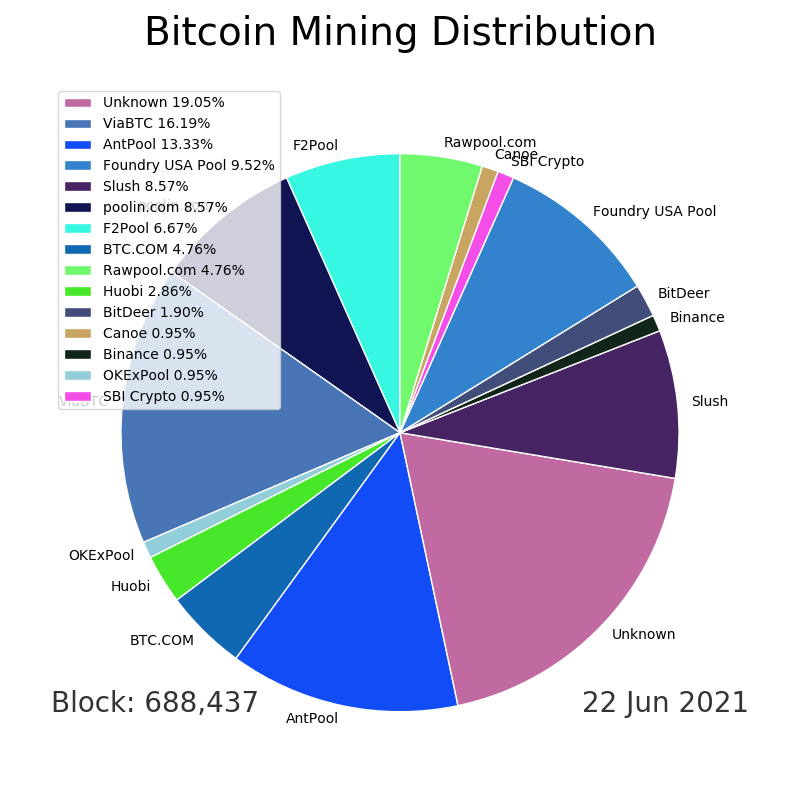 Bitcoin Mining Distribution
Unknown 19.05%
ViaBTC 16.19%
AntPool 13.33%
Foundry USA Pool 9.52%
Slush 8.57%
poolin.com 8.57%
F2Pool 6.67%
BTC.COM 4.76%
Rawpool.com 4.76%
Huobi 2.86%
BitDeer 1.90%
Canoe 0.95%
Binance 0.95%
OKExPool 0.95%
SBI Crypto 0.95%
F2Pool
Rawpool.com
Canoe
SBI Crypto
Foundry USA Pool
BitDeer
Binance
Slush
Unknown
AntPool
BTC.COM
Huobi
OKExPool
ViaBTC
poolin.com
Block: 688,437
22 Jun 2021